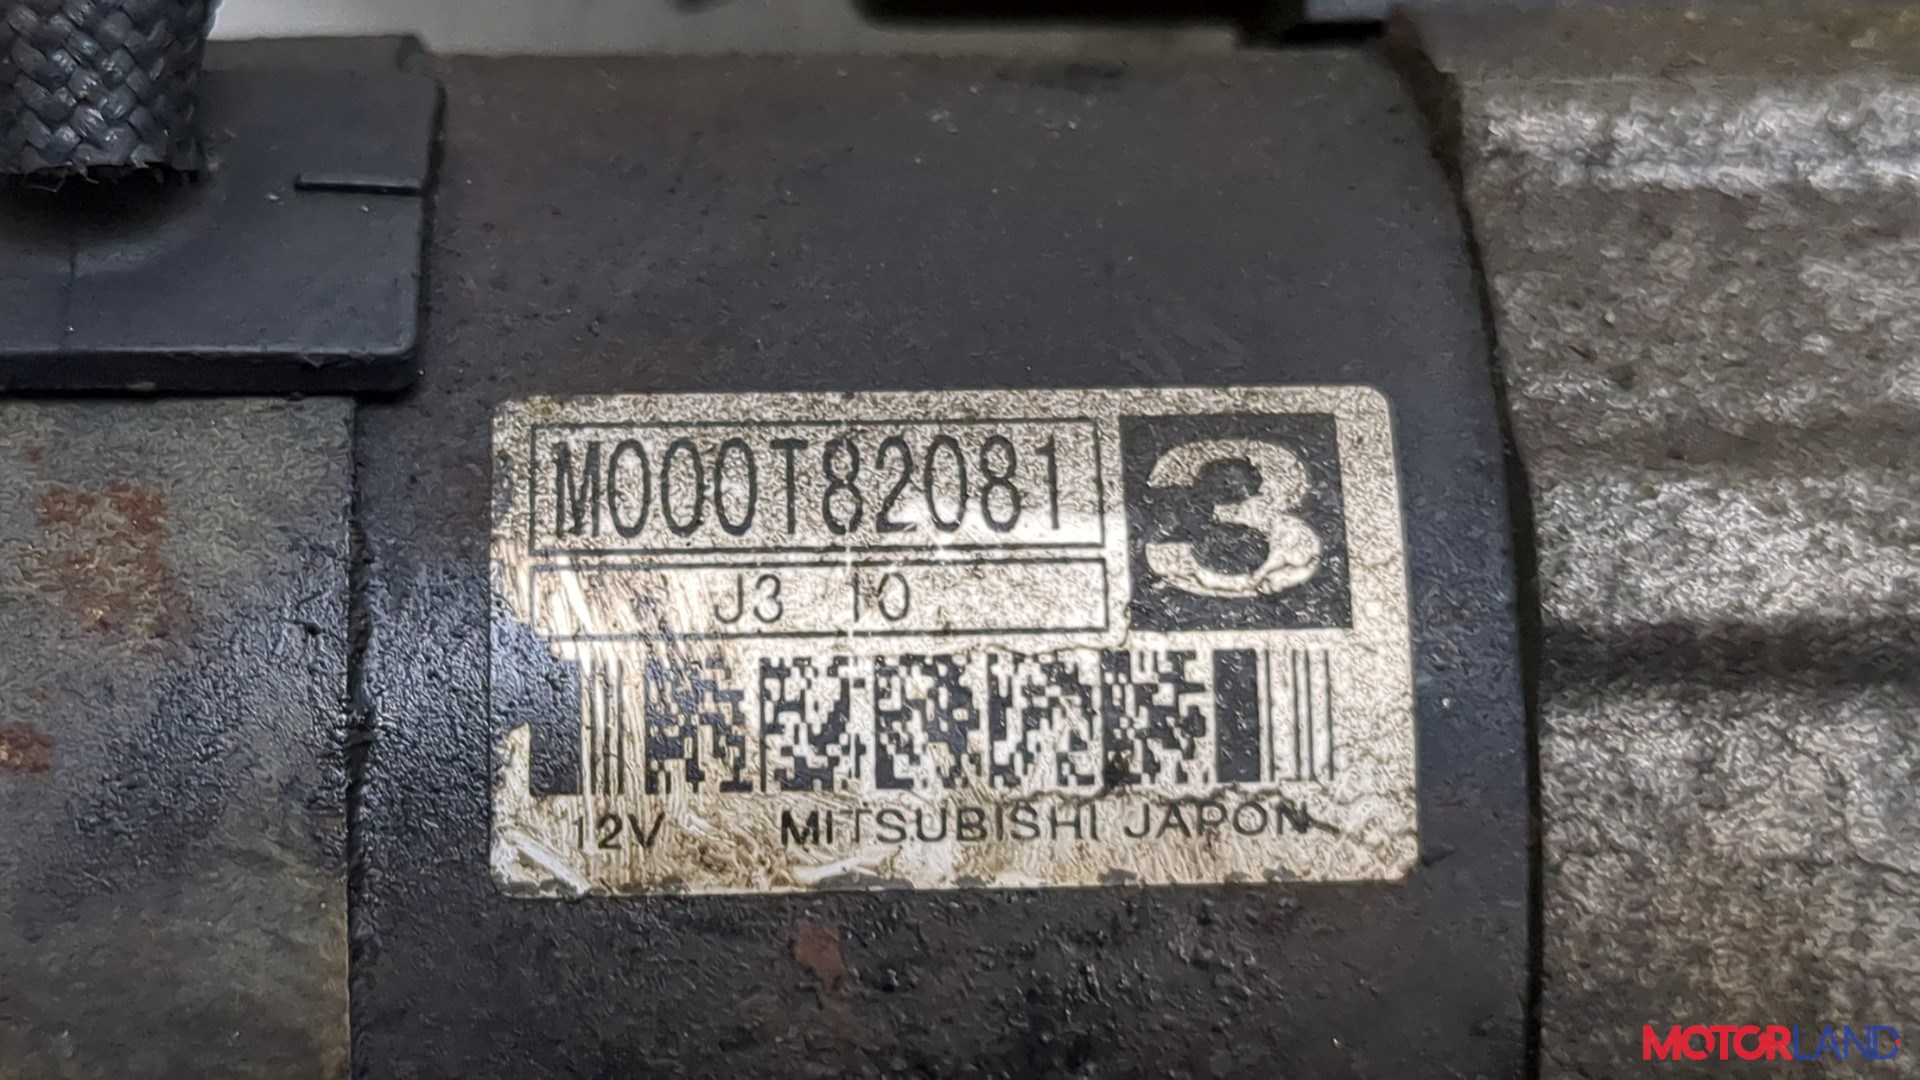 M000T82081
3
J3 10
12V MITSUBISHI JAPON
MOTORLAND